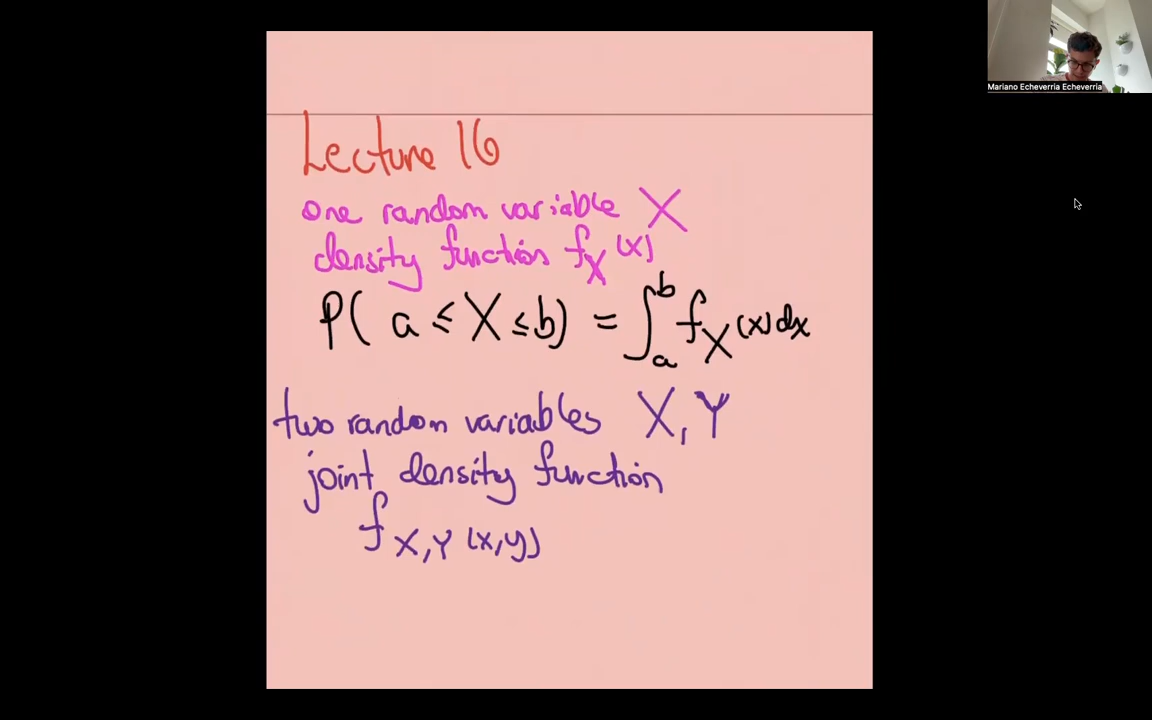 Mariano Echeverria Echeverria
Lecture 16
one random variable X
density function f_X(x)
P( a ≤ X ≤ b) = ∫_a^b f_X(x)dx
two random variables X, Y
joint density function
f_X,Y(x,y)